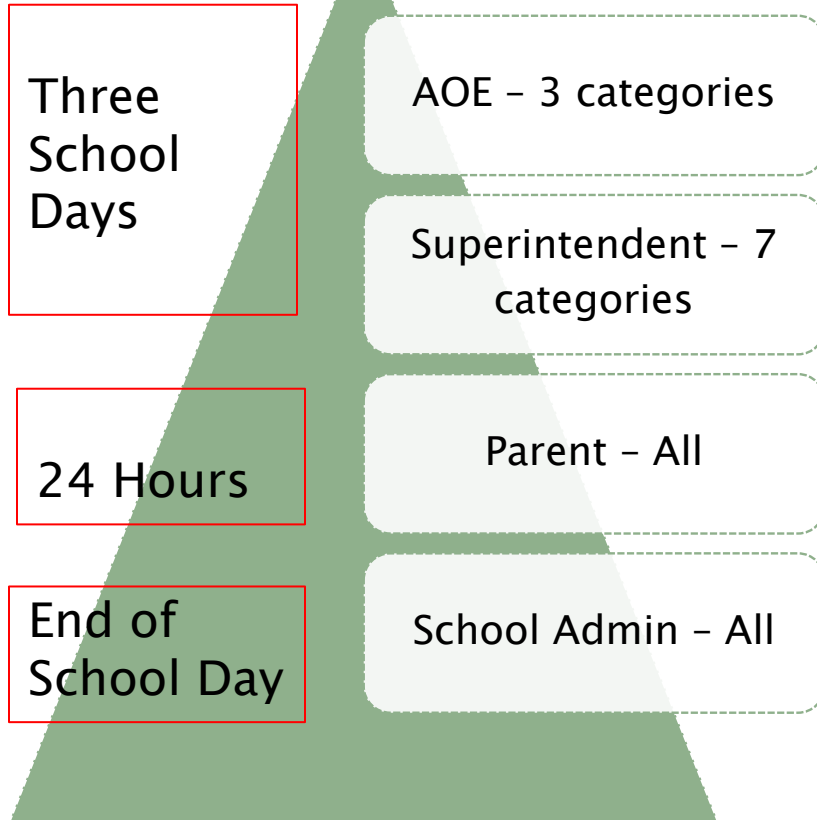 Three
School
Days
AOE – 3 categories
Superintendent – 7
categories
24 Hours
Parent – All
End of
School Day
School Admin – All